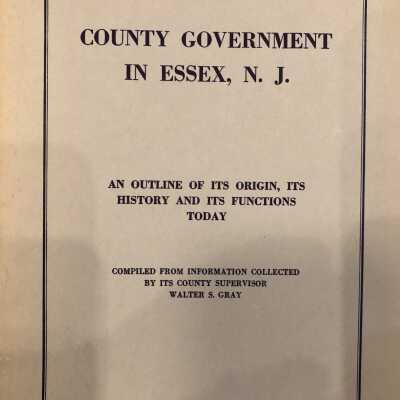 COUNTY GOVERNMENT
IN ESSEX, N. J.
AN OUTLINE OF ITS ORIGIN, ITS
HISTORY AND ITS FUNCTIONS
TODAY
COMPILED FROM INFORMATION COLLECTED
BY ITS COUNTY SUPERVISOR
WALTER S. GRAY